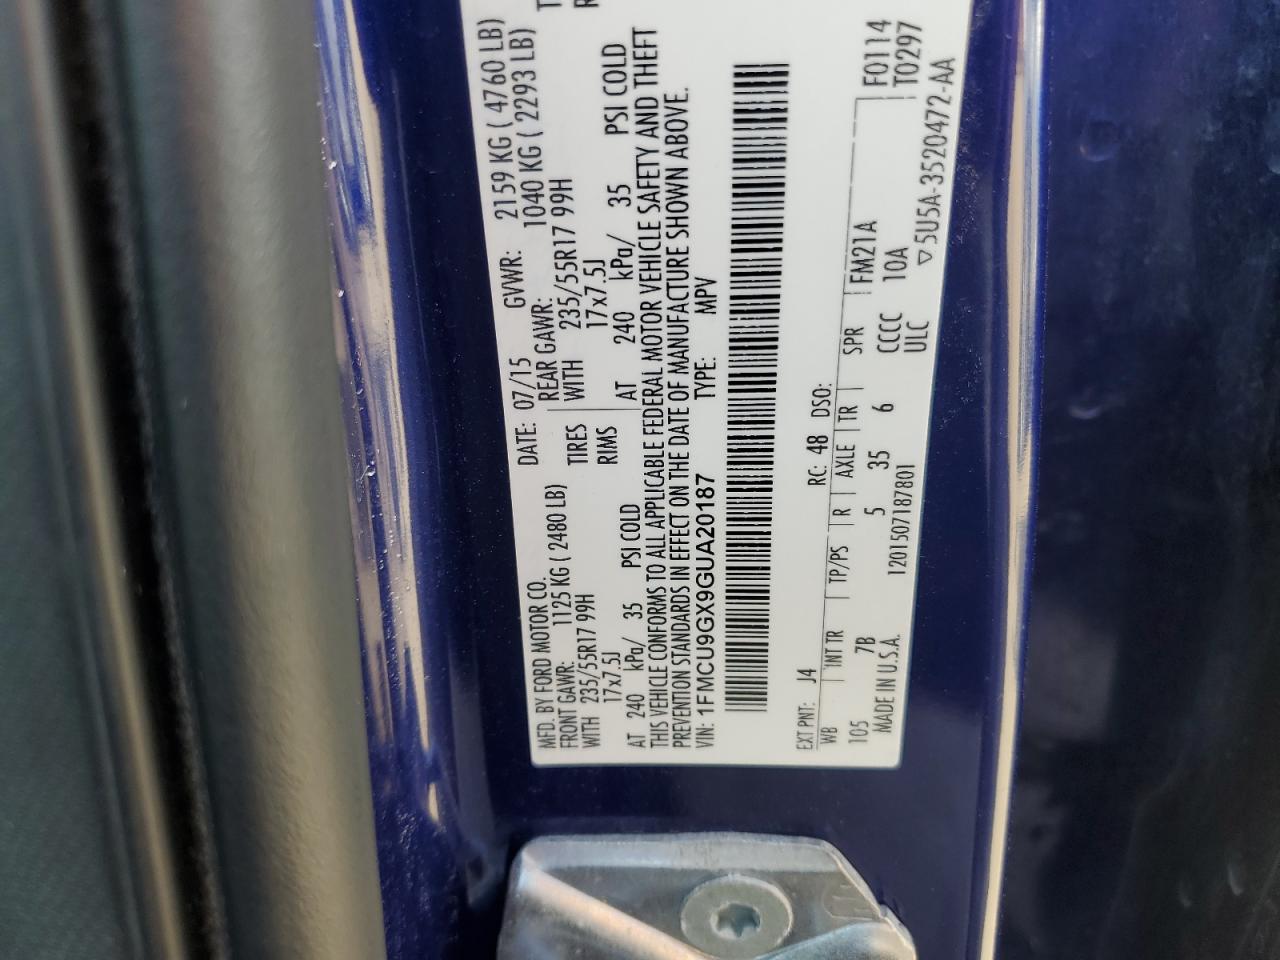 MFD. BY FORD MOTOR CO.
DATE: 07/15 GVWR: 2159 KG ( 4760 LB)
FRONT GAWR: 1125 KG ( 2480 LB) REAR GAWR: 1040 KG ( 2293 LB)
WITH 235/55R17 99H TIRES WITH 235/55R17 99H
17x7.5J RIMS 17x7.5J
AT 240 kPa/ 35 PSI COLD AT 240 kPa/ 35 PSI COLD
THIS VEHICLE CONFORMS TO ALL APPLICABLE FEDERAL MOTOR VEHICLE SAFETY AND THEFT
PREVENTION STANDARDS IN EFFECT ON THE DATE OF MANUFACTURE SHOWN ABOVE.
VIN: 1FMCU9GX9GUA20187 TYPE: MPV
EXT PNT: J4 RC: 48 DSO: F0114
WB INT TR TP/PS R AXLE TR SPR T0297
105 7B 5 35 6 CCCC FM21A
ULC 10A
MADE IN U.S.A. 1201507187801 ▽5U5A-3520472-AA